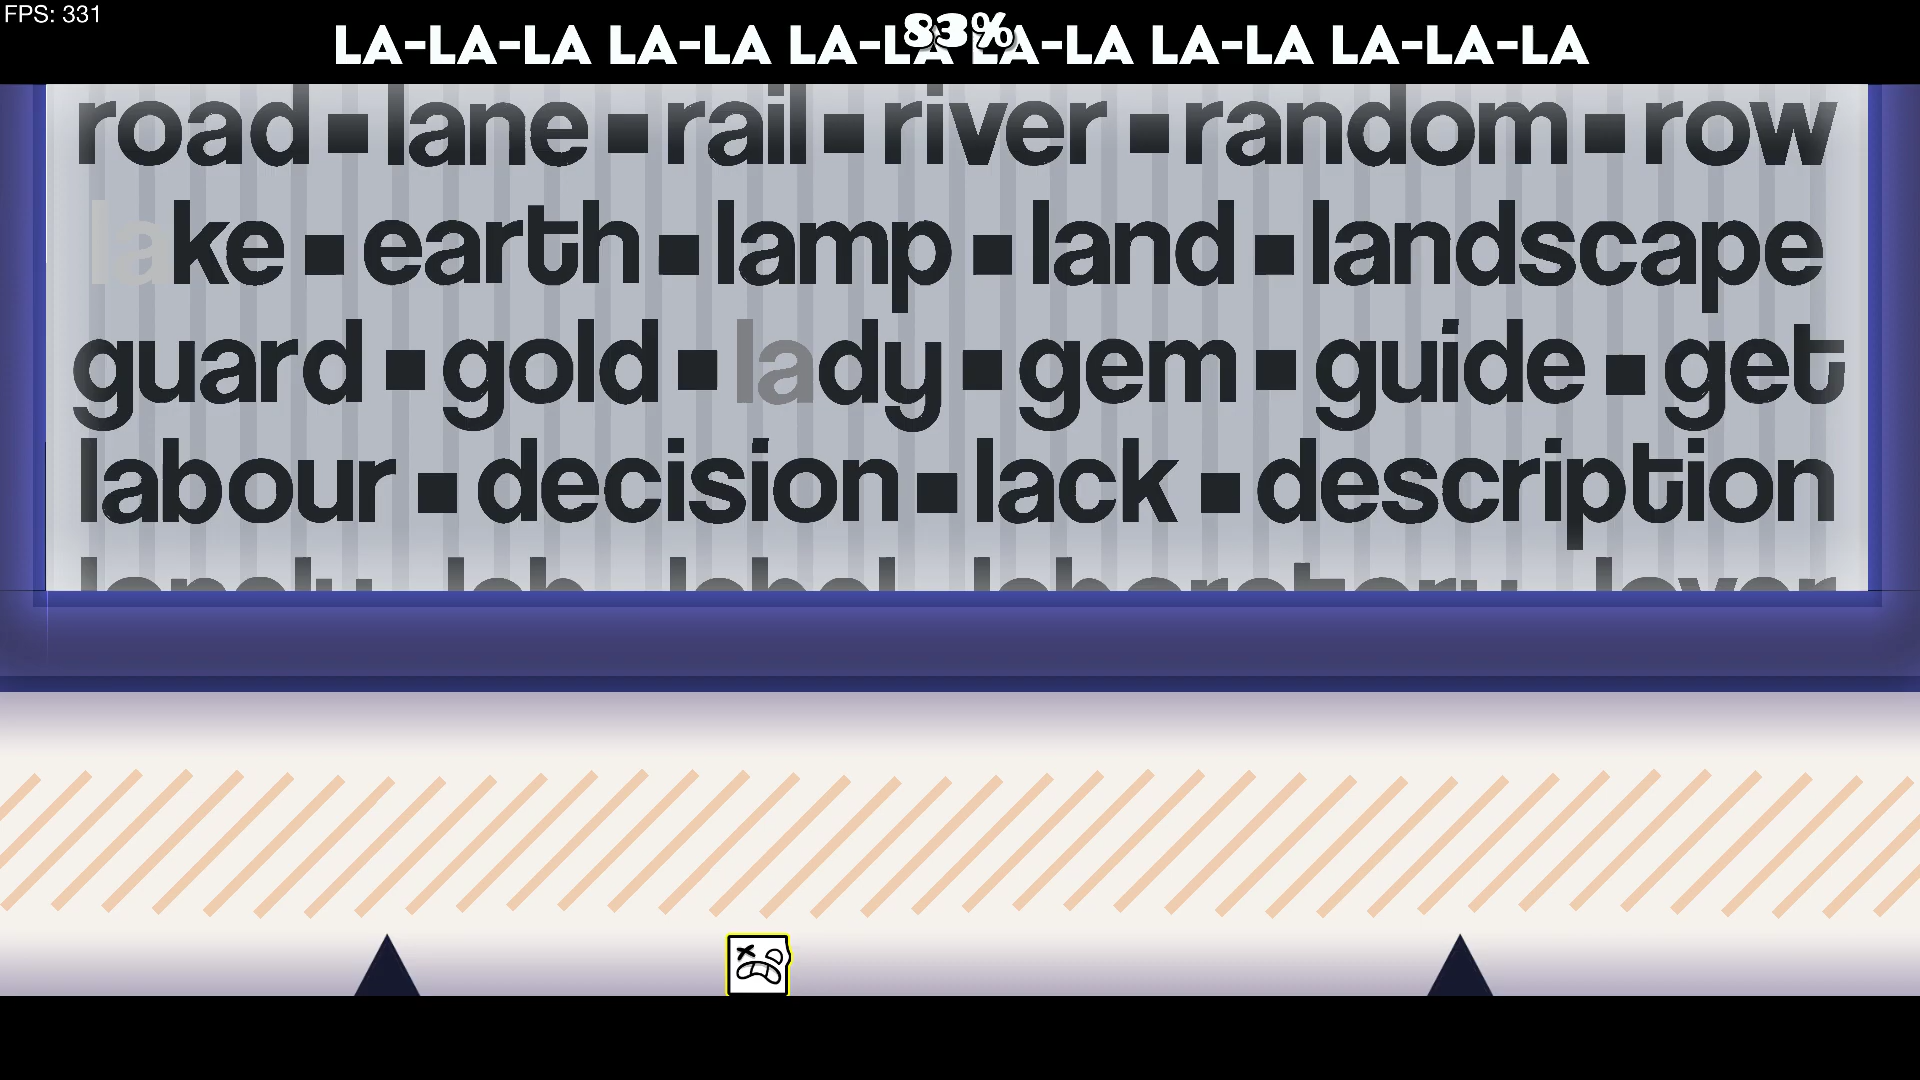 FPS: 331
83%
LA-LA-LA LA-LA LA-LA LA-LA LA-LA LA-LA-LA
road ▪ lane ▪ rail ▪ river ▪ random ▪ row
lake ▪ earth ▪ lamp ▪ land ▪ landscape
guard ▪ gold ▪ lady ▪ gem ▪ guide ▪ get
labour ▪ decision ▪ lack ▪ description